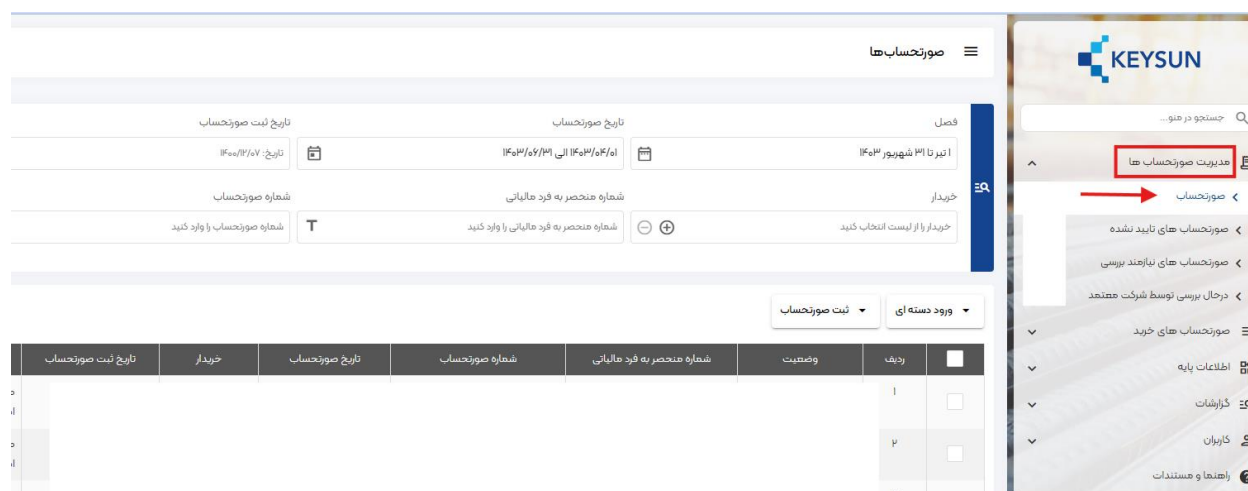 KEYSUN
جستجو در منو...
مدیریت صورتحساب ها
صورتحساب
صورتحساب های تایید نشده
صورتحساب های نیازمند بررسی
درحال بررسی توسط شرکت معتمد
صورتحساب های خرید
اطلاعات پایه
گزارشات
کاربران
راهنما و مستندات
صورتحساب‌ها
فصل
تاریخ صورتحساب
تاریخ ثبت صورتحساب
۱ تیر تا ۳۱ شهریور ۱۴۰۳
۱۴۰۳/۰۴/۰۱ الی ۱۴۰۳/۰۶/۳۱
تاریخ: ۱۴۰۰/۱۲/۰۷
خریدار
شماره منحصر به فرد مالیاتی
شماره صورتحساب
خریدار را از لیست انتخاب کنید
شماره منحصر به فرد مالیاتی را وارد کنید
شماره صورتحساب را وارد کنید
ورود دسته ای
ثبت صورتحساب
ردیف
وضعیت
شماره منحصر به فرد مالیاتی
شماره صورتحساب
تاریخ صورتحساب
خریدار
تاریخ ثبت صورتحساب
۱
۲